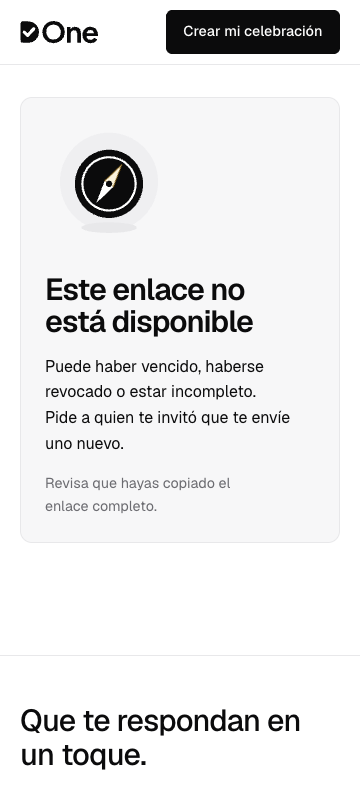 DOne
Crear mi celebración
Este enlace no
está disponible
Puede haber vencido, haberse
revocado o estar incompleto.
Pide a quien te invitó que te envíe
uno nuevo.
Revisa que hayas copiado el
enlace completo.
Que te respondan en
un toque.